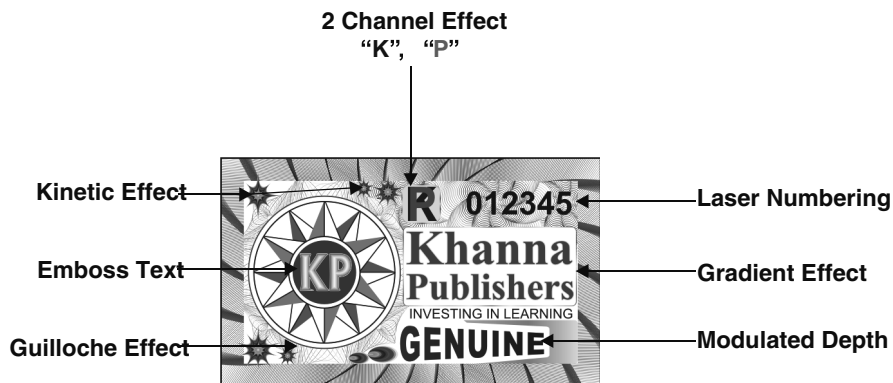 2 Channel Effect
“K”, “P”
Kinetic Effect
Emboss Text
Guilloche Effect
KP
012345
Khanna
Publishers
INVESTING IN LEARNING
GENUINE
Laser Numbering
Gradient Effect
Modulated Depth